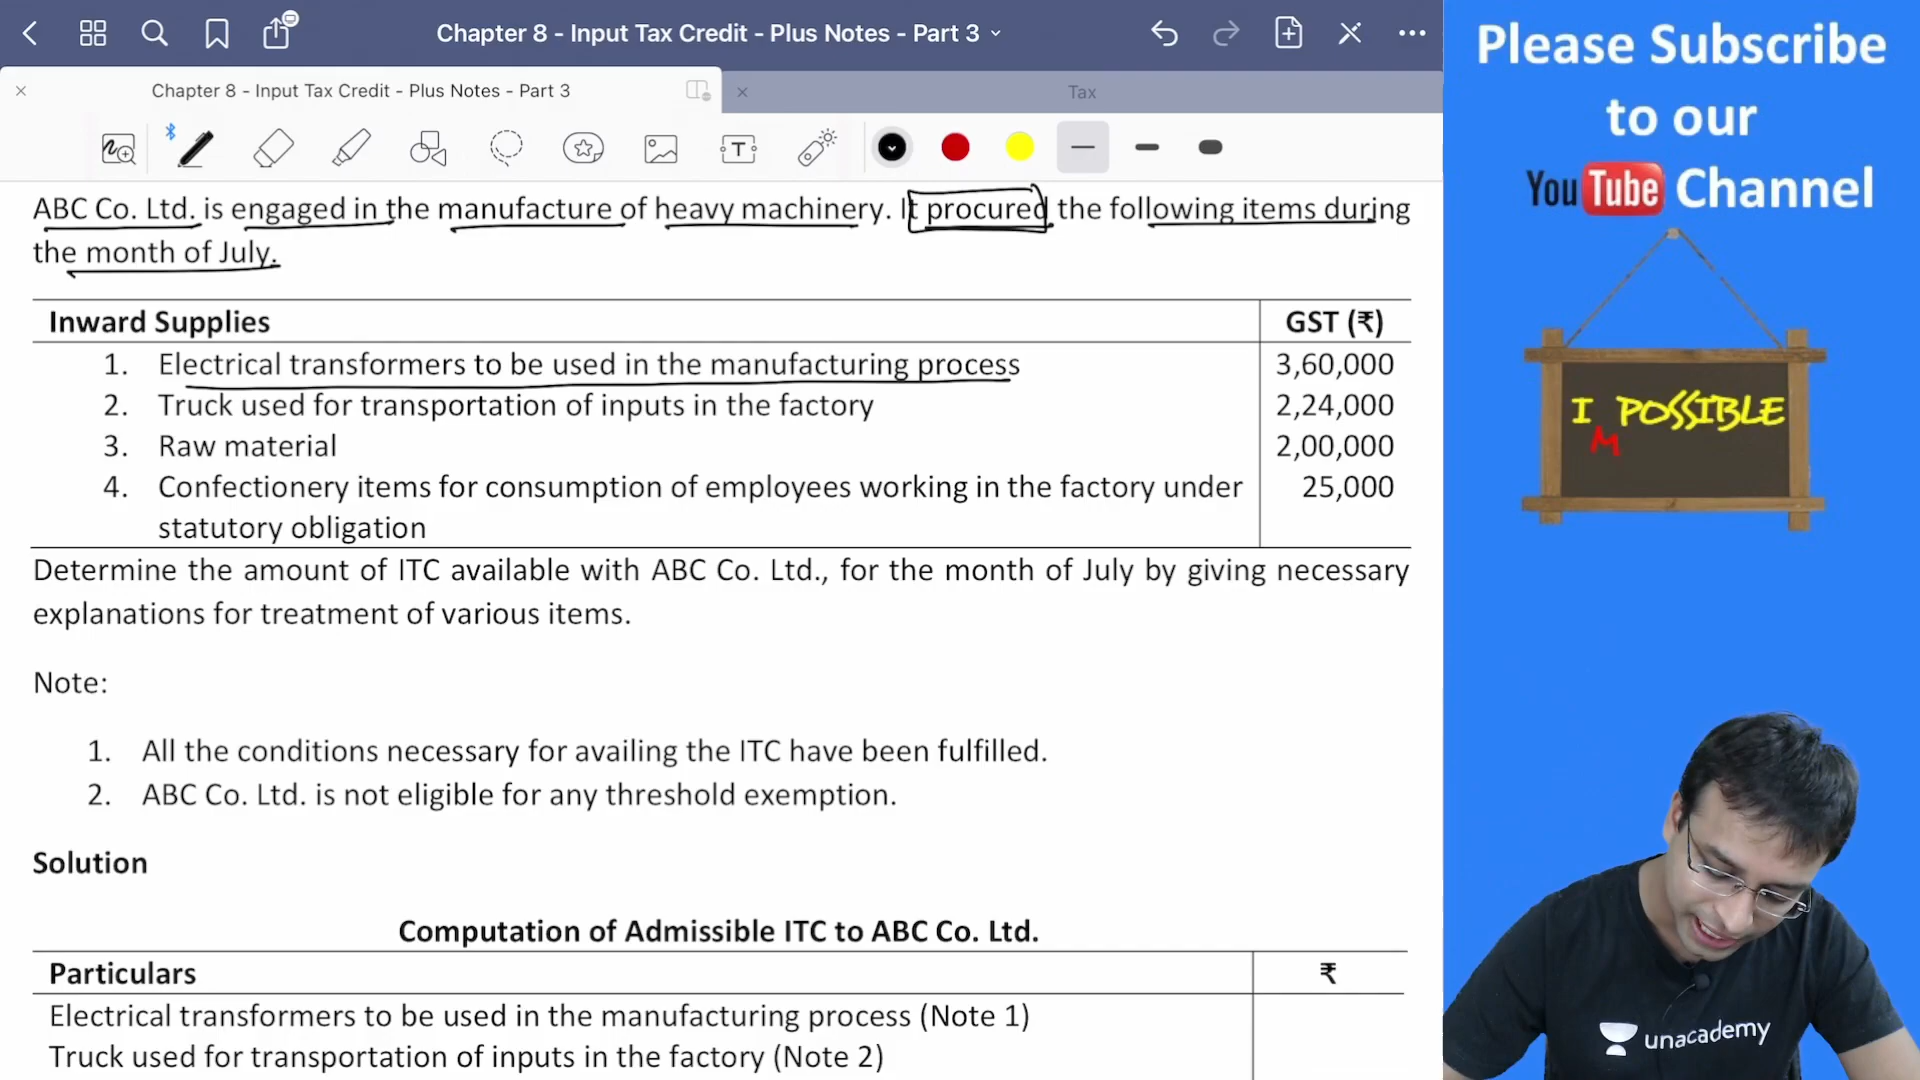 Chapter 8 - Input Tax Credit - Plus Notes - Part 3
Chapter 8 - Input Tax Credit - Plus Notes - Part 3
Tax
T
ABC Co. Ltd. is engaged in the manufacture of heavy machinery. It procured the following items during
the month of July.
Inward Supplies GST (₹)
1. Electrical transformers to be used in the manufacturing process 3,60,000
2. Truck used for transportation of inputs in the factory 2,24,000
3. Raw material 2,00,000
4. Confectionery items for consumption of employees working in the factory under 25,000
statutory obligation
Determine the amount of ITC available with ABC Co. Ltd., for the month of July by giving necessary
explanations for treatment of various items.
Note:
1. All the conditions necessary for availing the ITC have been fulfilled.
2. ABC Co. Ltd. is not eligible for any threshold exemption.
Solution
Computation of Admissible ITC to ABC Co. Ltd.
Particulars ₹
Electrical transformers to be used in the manufacturing process (Note 1)
Truck used for transportation of inputs in the factory (Note 2)
Please Subscribe
to our
YouTube Channel
I POSSIBLE
M
unacademy